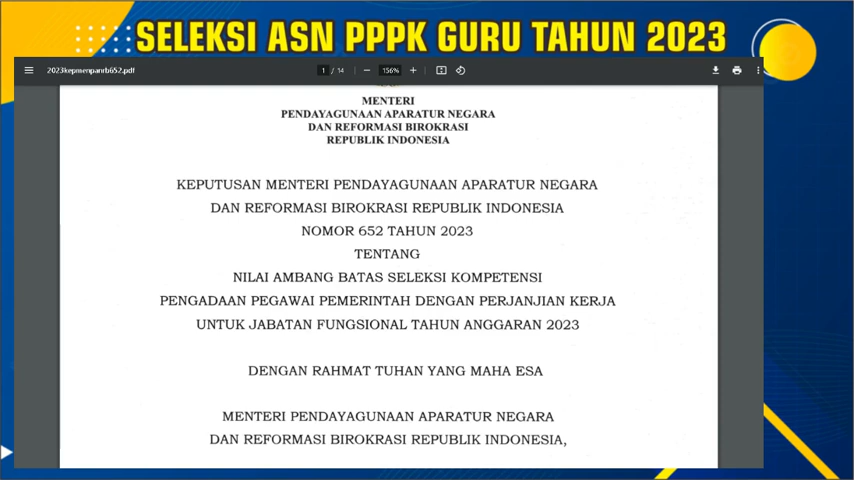 SELEKSI ASN PPPK GURU TAHUN 2023
2023kepmenpanrb652.pdf
1 / 14 − 156% +
MENTERI
PENDAYAGUNAAN APARATUR NEGARA
DAN REFORMASI BIROKRASI
REPUBLIK INDONESIA
KEPUTUSAN MENTERI PENDAYAGUNAAN APARATUR NEGARA
DAN REFORMASI BIROKRASI REPUBLIK INDONESIA
NOMOR 652 TAHUN 2023
TENTANG
NILAI AMBANG BATAS SELEKSI KOMPETENSI
PENGADAAN PEGAWAI PEMERINTAH DENGAN PERJANJIAN KERJA
UNTUK JABATAN FUNGSIONAL TAHUN ANGGARAN 2023
DENGAN RAHMAT TUHAN YANG MAHA ESA
MENTERI PENDAYAGUNAAN APARATUR NEGARA
DAN REFORMASI BIROKRASI REPUBLIK INDONESIA,